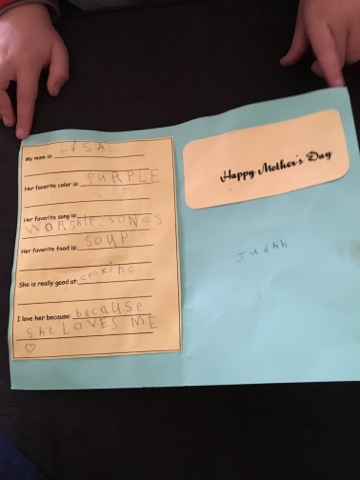 My mom is:
Her favorite color is: PURPLE
Her favorite song is:
WORSHIP SONGS
Her favorite food is:
SOUP
She is really good at: cooking
I love her because: because
She LOVES ME
Happy Mother's Day
Judah